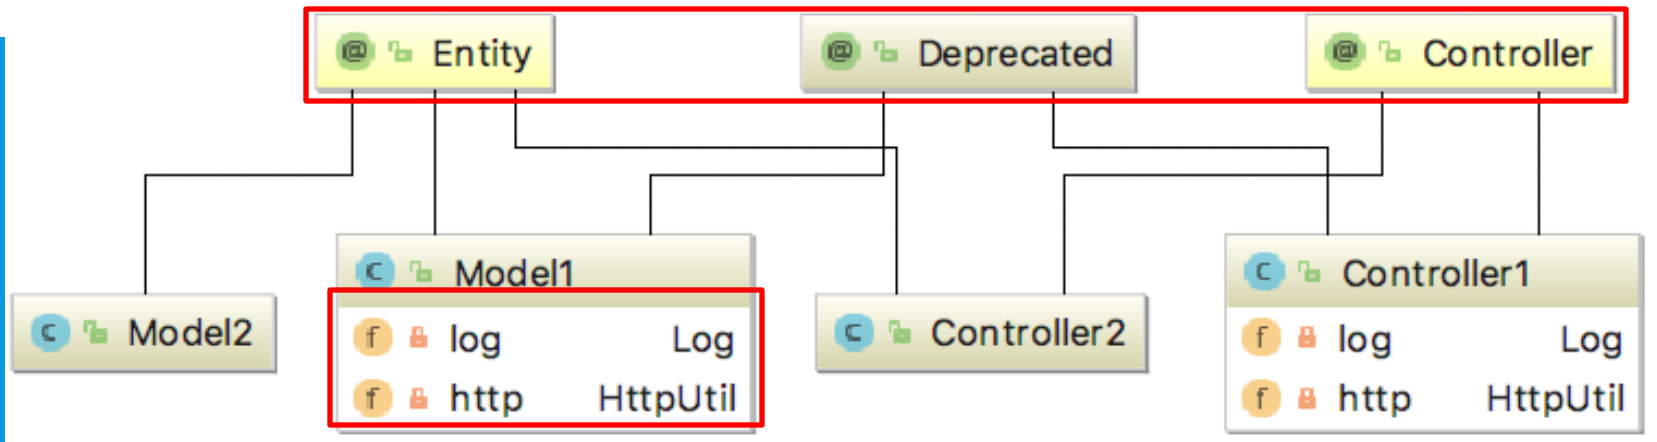 @ Entity
@ Deprecated
@ Controller
C Model2
C Model1
f log Log
f http HttpUtil
C Controller2
C Controller1
f log Log
f http HttpUtil